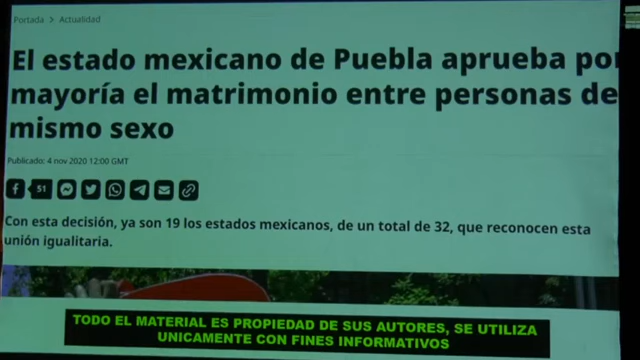 Portada > Actualidad
El estado mexicano de Puebla aprueba por
mayoría el matrimonio entre personas de
mismo sexo
Publicado: 4 nov 2020 12:00 GMT
51
Con esta decisión, ya son 19 los estados mexicanos, de un total de 32, que reconocen esta
unión igualitaria.
TODO EL MATERIAL ES PROPIEDAD DE SUS AUTORES, SE UTILIZA
UNICAMENTE CON FINES INFORMATIVOS